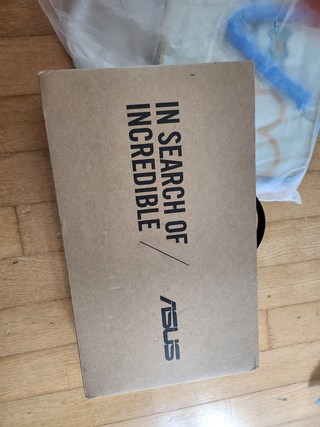 IN SEARCH OF
INCREDIBLE /
ASUS